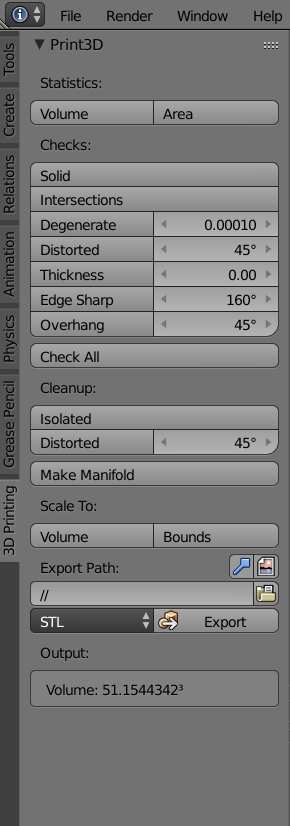 File Render Window Help
Print3D
Tools
Create
Relations
Animation
Physics
Grease Pencil
3D Printing
Statistics:
Volume Area
Checks:
Solid
Intersections
Degenerate 0.00010
Distorted 45°
Thickness 0.00
Edge Sharp 160°
Overhang 45°
Check All
Cleanup:
Isolated
Distorted 45°
Make Manifold
Scale To:
Volume Bounds
Export Path:
//
STL Export
Output:
Volume: 51.1544342³